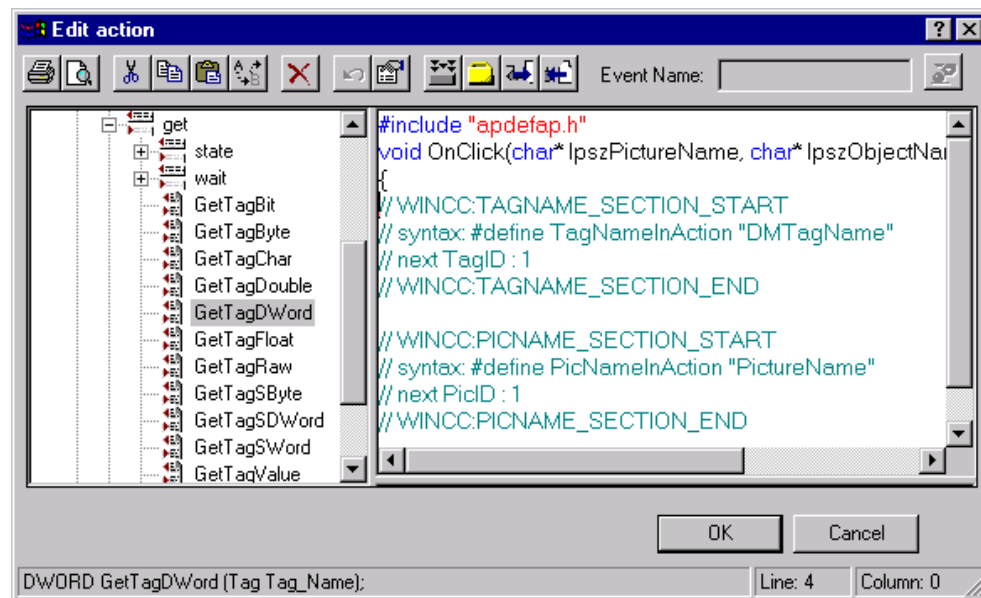 Edit action
Event Name:
get
state
wait
GetTagBit
GetTagByte
GetTagChar
GetTagDouble
GetTagDWord
GetTagFloat
GetTagRaw
GetTagSByte
GetTagSDWord
GetTagSWord
GetTagValue
#include "apdefap.h"
void OnClick(char* lpszPictureName, char* lpszObjectNa
{
// WINCC:TAGNAME_SECTION_START
// syntax: #define TagNameInAction "DMTagName"
// next TagID : 1
// WINCC:TAGNAME_SECTION_END
// WINCC:PICNAME_SECTION_START
// syntax: #define PicNameInAction "PictureName"
// next PicID : 1
// WINCC:PICNAME_SECTION_END
OK
Cancel
DWORD GetTagDWord (Tag Tag_Name);
Line: 4
Column: 0